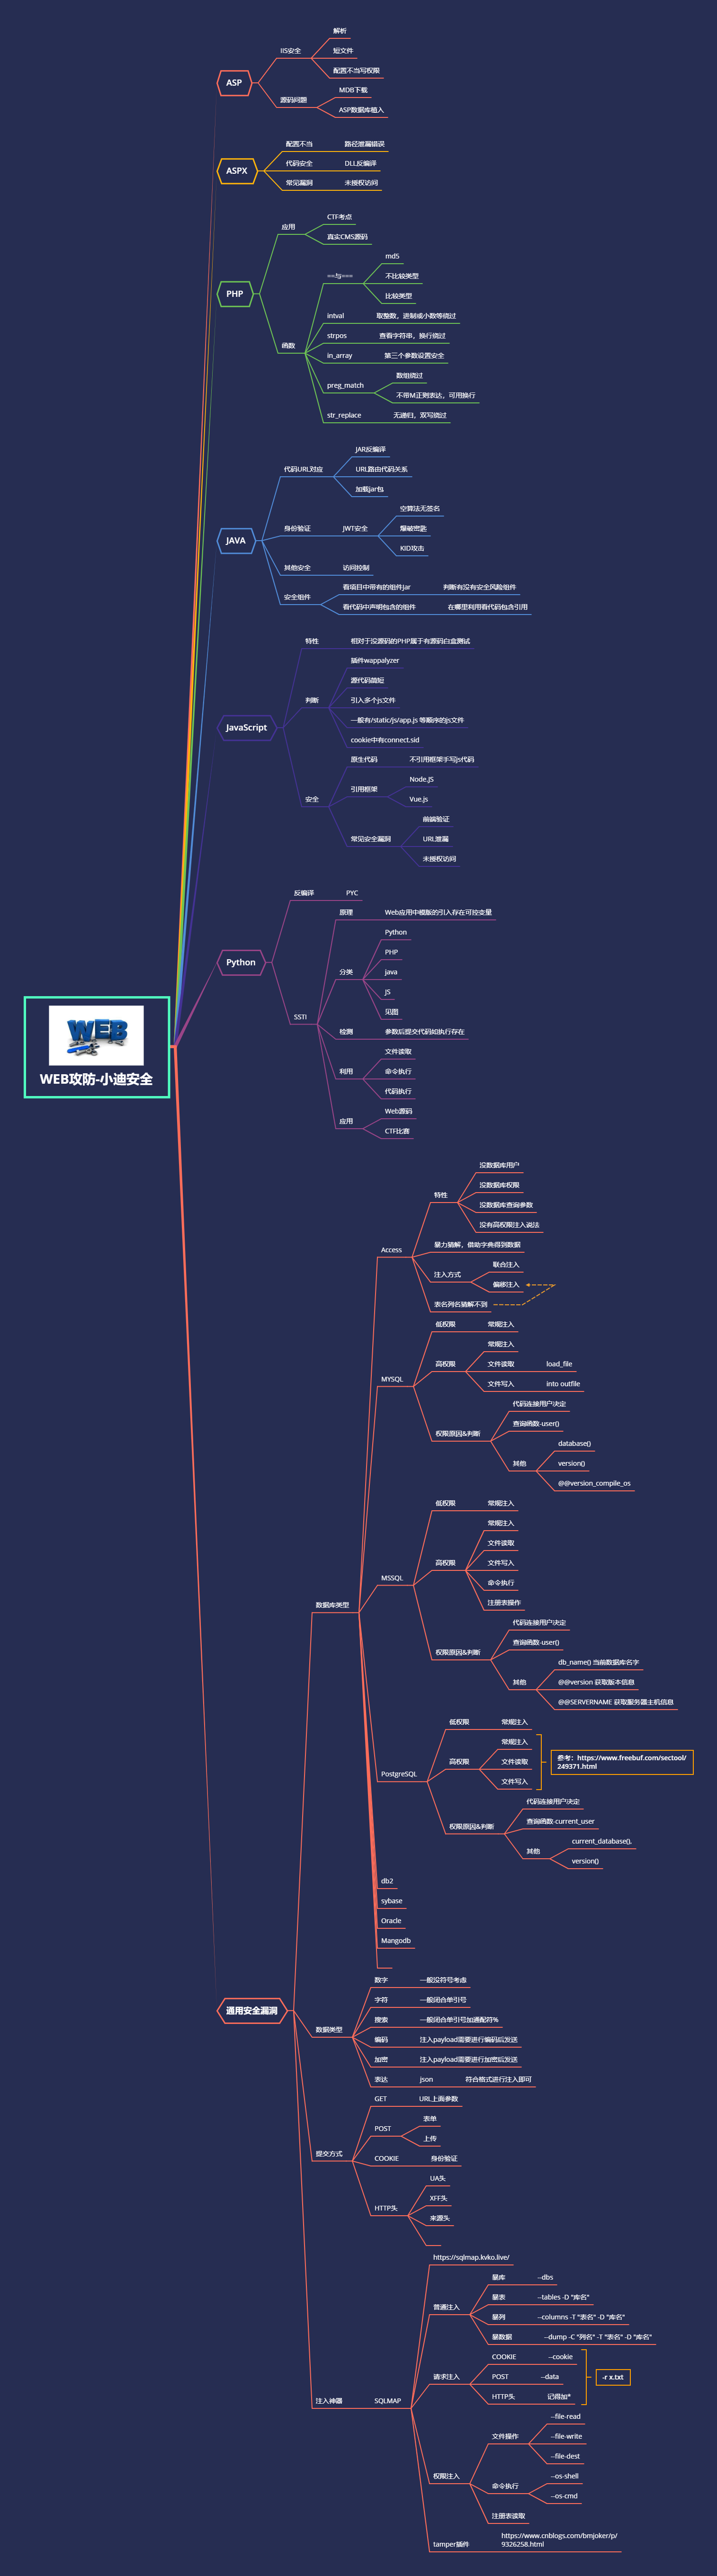 解析
IIS安全
短文件
配置不当写权限
ASP
MDB下载
源码问题
ASP数据库植入
配置不当
路径泄漏错误
ASPX
代码安全
DLL反编译
常见漏洞
未授权访问
CTF考点
应用
真实CMS源码
md5
==与===
不比较类型
PHP
比较类型
intval
取整数，进制或小数等绕过
strpos
查看字符串，换行绕过
函数
in_array
第三个参数设置安全
数组绕过
preg_match
不带M正则表达，可用换行
str_replace
无递归，双写绕过
JAR反编译
代码URL对应
URL路由代码关系
加载jar包
空算法无签名
身份验证
JWT安全
爆破密匙
JAVA
KID攻击
其他安全
访问控制
看项目中带有的组件jar
判断有没有安全风险组件
安全组件
看代码中声明包含的组件
在哪里利用看代码包含引用
特性
相对于没源码的PHP属于有源码白盒测试
插件wappalyzer
源代码简短
判断
引入多个js文件
一般有/static/js/app.js 等顺序的js文件
JavaScript
cookie中有connect.sid
原生代码
不引用框架手写js代码
Node.JS
引用框架
Vue.js
安全
前端验证
常见安全漏洞
URL泄漏
未授权访问
反编译
PYC
原理
Web应用中模版的引入存在可控变量
Python
Python
PHP
分类
java
JS
SSTI
见图
检测
参数后提交代码如执行存在
文件读取
利用
命令执行
代码执行
Web源码
应用
CTF比赛
WEB
WEB攻防-小迪安全
没数据库用户
没数据库权限
特性
没数据库查询参数
没有高权限注入说法
Access
暴力猜解，借助字典得到数据
联合注入
注入方式
偏移注入
表名列名猜解不到
低权限
常规注入
常规注入
高权限
文件读取
load_file
MYSQL
文件写入
into outfile
代码连接用户决定
查询函数-user()
权限原因&判断
database()
其他
version()
@@version_compile_os
低权限
常规注入
常规注入
文件读取
高权限
文件写入
MSSQL
命令执行
注册表操作
数据库类型
代码连接用户决定
查询函数-user()
权限原因&判断
db_name() 当前数据库名字
其他
@@version 获取版本信息
@@SERVERNAME 获取服务器主机信息
低权限
常规注入
常规注入
高权限
文件读取
参考：https://www.freebuf.com/sectool/
249371.html
PostgreSQL
文件写入
代码连接用户决定
查询函数-current_user
权限原因&判断
current_database(),
其他
version()
db2
sybase
Oracle
Mangodb
数字
一般没符号考虑
字符
一般闭合单引号
通用安全漏洞
搜索
一般闭合单引号加通配符%
数据类型
编码
注入payload需要进行编码后发送
加密
注入payload需要进行加密后发送
表达
json
符合格式进行注入即可
GET
URL上面参数
表单
POST
上传
提交方式
COOKIE
身份验证
UA头
XFF头
HTTP头
来源头
https://sqlmap.kvko.live/
暴库
--dbs
暴表
--tables -D "库名"
普通注入
暴列
--columns -T "表名" -D "库名"
暴数据
--dump -C "列名" -T "表名" -D "库名"
COOKIE
--cookie
请求注入
POST
--data
-r x.txt
HTTP头
记得加*
注入神器
SQLMAP
--file-read
文件操作
--file-write
--file-dest
权限注入
--os-shell
命令执行
--os-cmd
注册表读取
tamper插件
https://www.cnblogs.com/bmjoker/p/
9326258.html